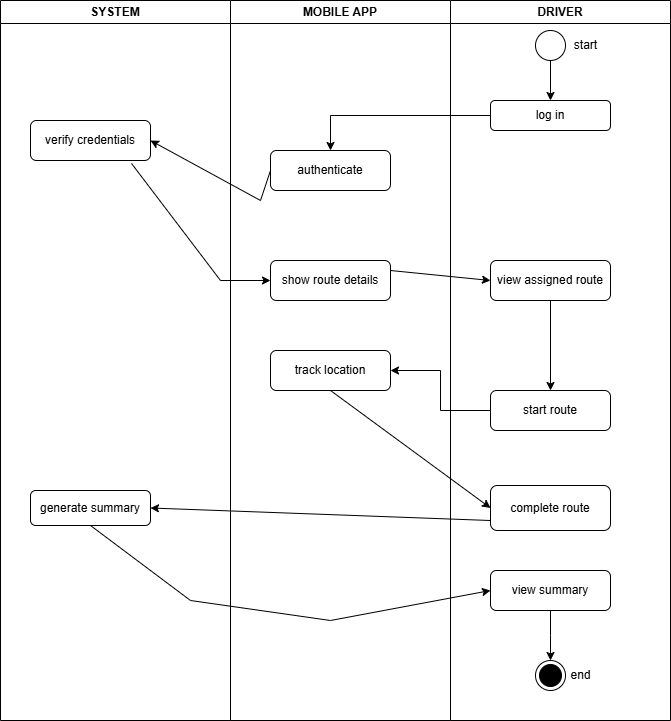 SYSTEM
MOBILE APP
DRIVER
start
log in
verify credentials
authenticate
show route details
view assigned route
track location
start route
generate summary
complete route
view summary
end